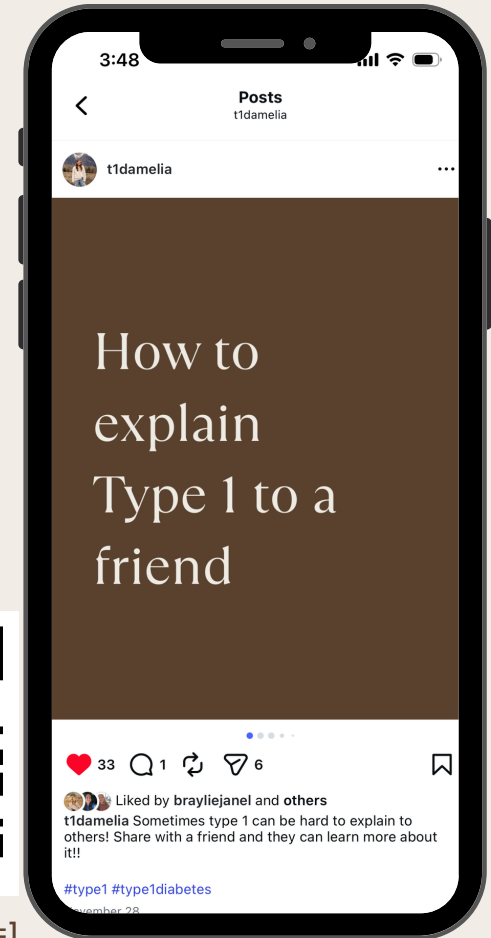 3:48
Posts
t1damelia
t1damelia
How to
explain
Type 1 to a
friend
33 1 6
Liked by brayliejanel and others
t1damelia Sometimes type 1 can be hard to explain to
others! Share with a friend and they can learn more about
it!!
#type1 #type1diabetes